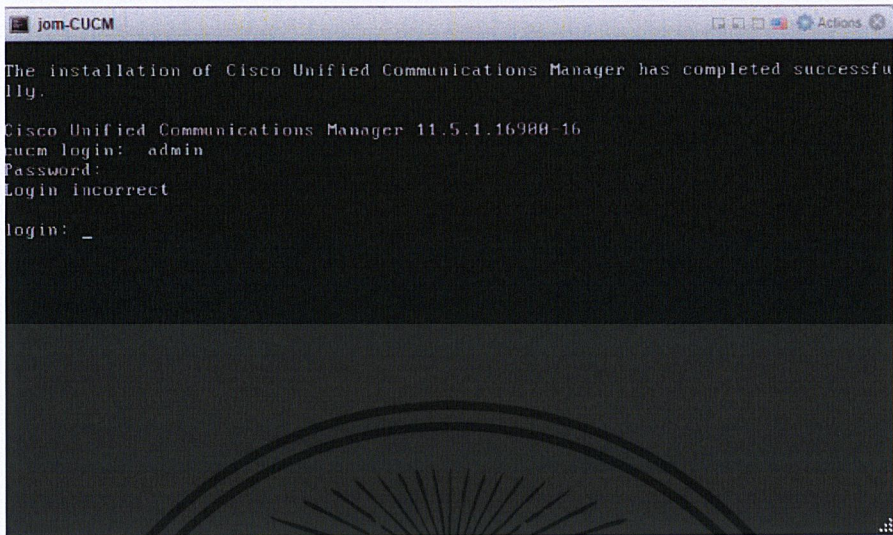 jom-CUCM
Actions
The installation of Cisco Unified Communications Manager has completed successfu
lly.
Cisco Unified Communications Manager 11.5.1.16900-16
cucm login: admin
Password:
Login incorrect
login: _